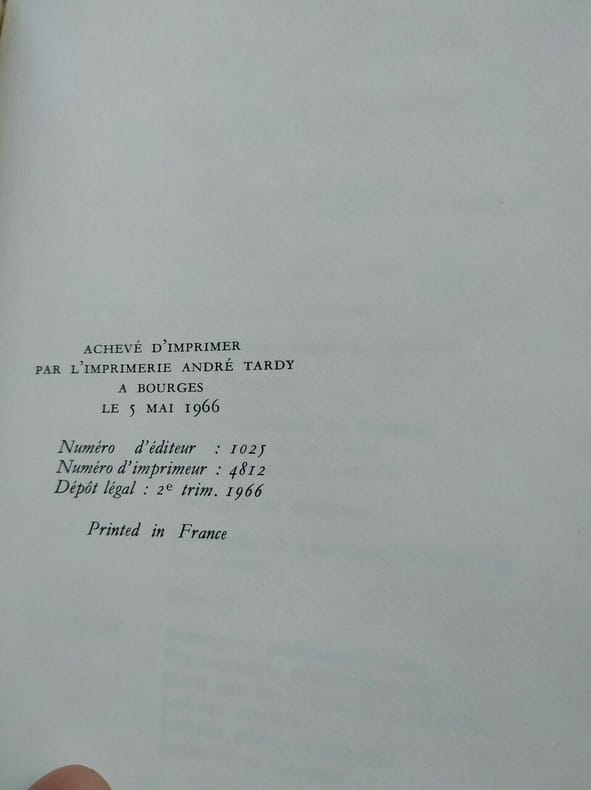 ACHEVÉ D'IMPRIMER
PAR L'IMPRIMERIE ANDRÉ TARDY
A BOURGES
LE 5 MAI 1966
Numéro d'éditeur : 1025
Numéro d'imprimeur : 4812
Dépôt légal : 2e trim. 1966
Printed in France